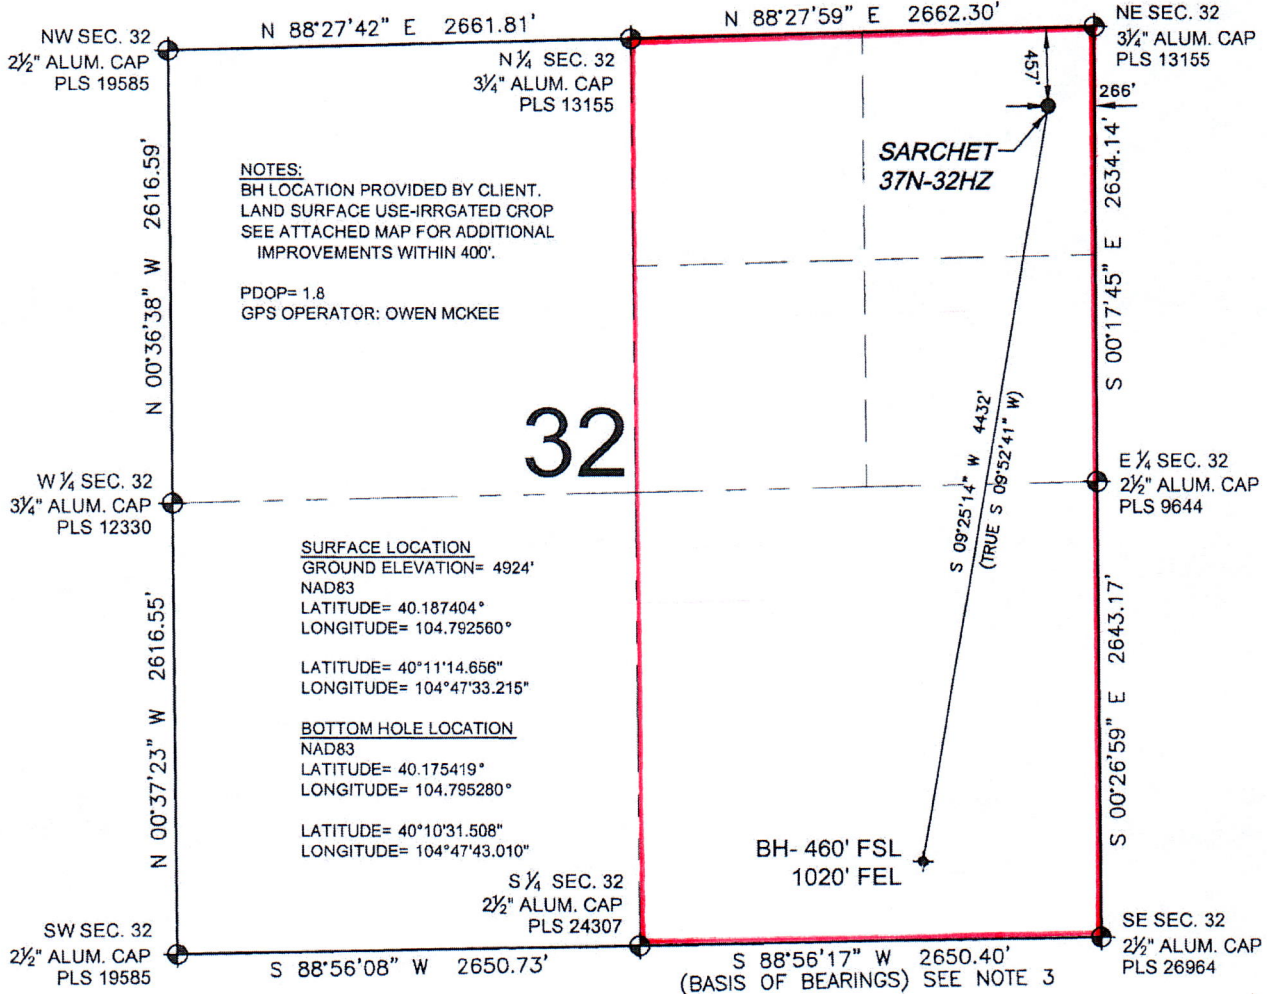 N 88°27'42" E 2661.81'
N 88°27'59" E 2662.30'
NW SEC. 32
2½" ALUM. CAP
PLS 19585
N ¼ SEC. 32
3¼" ALUM. CAP
PLS 13155
NE SEC. 32
3¼" ALUM. CAP
PLS 13155
457'
266'
SARCHET
37N-32HZ
N 00°36'38" W 2616.59'
NOTES:
BH LOCATION PROVIDED BY CLIENT.
LAND SURFACE USE-IRRGATED CROP
SEE ATTACHED MAP FOR ADDITIONAL
IMPROVEMENTS WITHIN 400'.
PDOP= 1.8
GPS OPERATOR: OWEN MCKEE
S 00°17'45" E 2634.14'
32
W ¼ SEC. 32
3¼" ALUM. CAP
PLS 12330
E ¼ SEC. 32
2½" ALUM. CAP
PLS 9644
S 09°25'14" W 4432'
(TRUE S 09°52'41" W)
SURFACE LOCATION
GROUND ELEVATION= 4924'
NAD83
LATITUDE= 40.187404°
LONGITUDE= 104.792560°
LATITUDE= 40°11'14.656"
LONGITUDE= 104°47'33.215"
BOTTOM HOLE LOCATION
NAD83
LATITUDE= 40.175419°
LONGITUDE= 104.795280°
LATITUDE= 40°10'31.508"
LONGITUDE= 104°47'43.010"
N 00°37'23" W 2616.55'
S 00°26'59" E 2643.17'
BH- 460' FSL
1020' FEL
S ¼ SEC. 32
2½" ALUM. CAP
PLS 24307
SW SEC. 32
2½" ALUM. CAP
PLS 19585
SE SEC. 32
2½" ALUM. CAP
PLS 26964
S 88°56'08" W 2650.73'
S 88°56'17" W 2650.40'
(BASIS OF BEARINGS) SEE NOTE 3